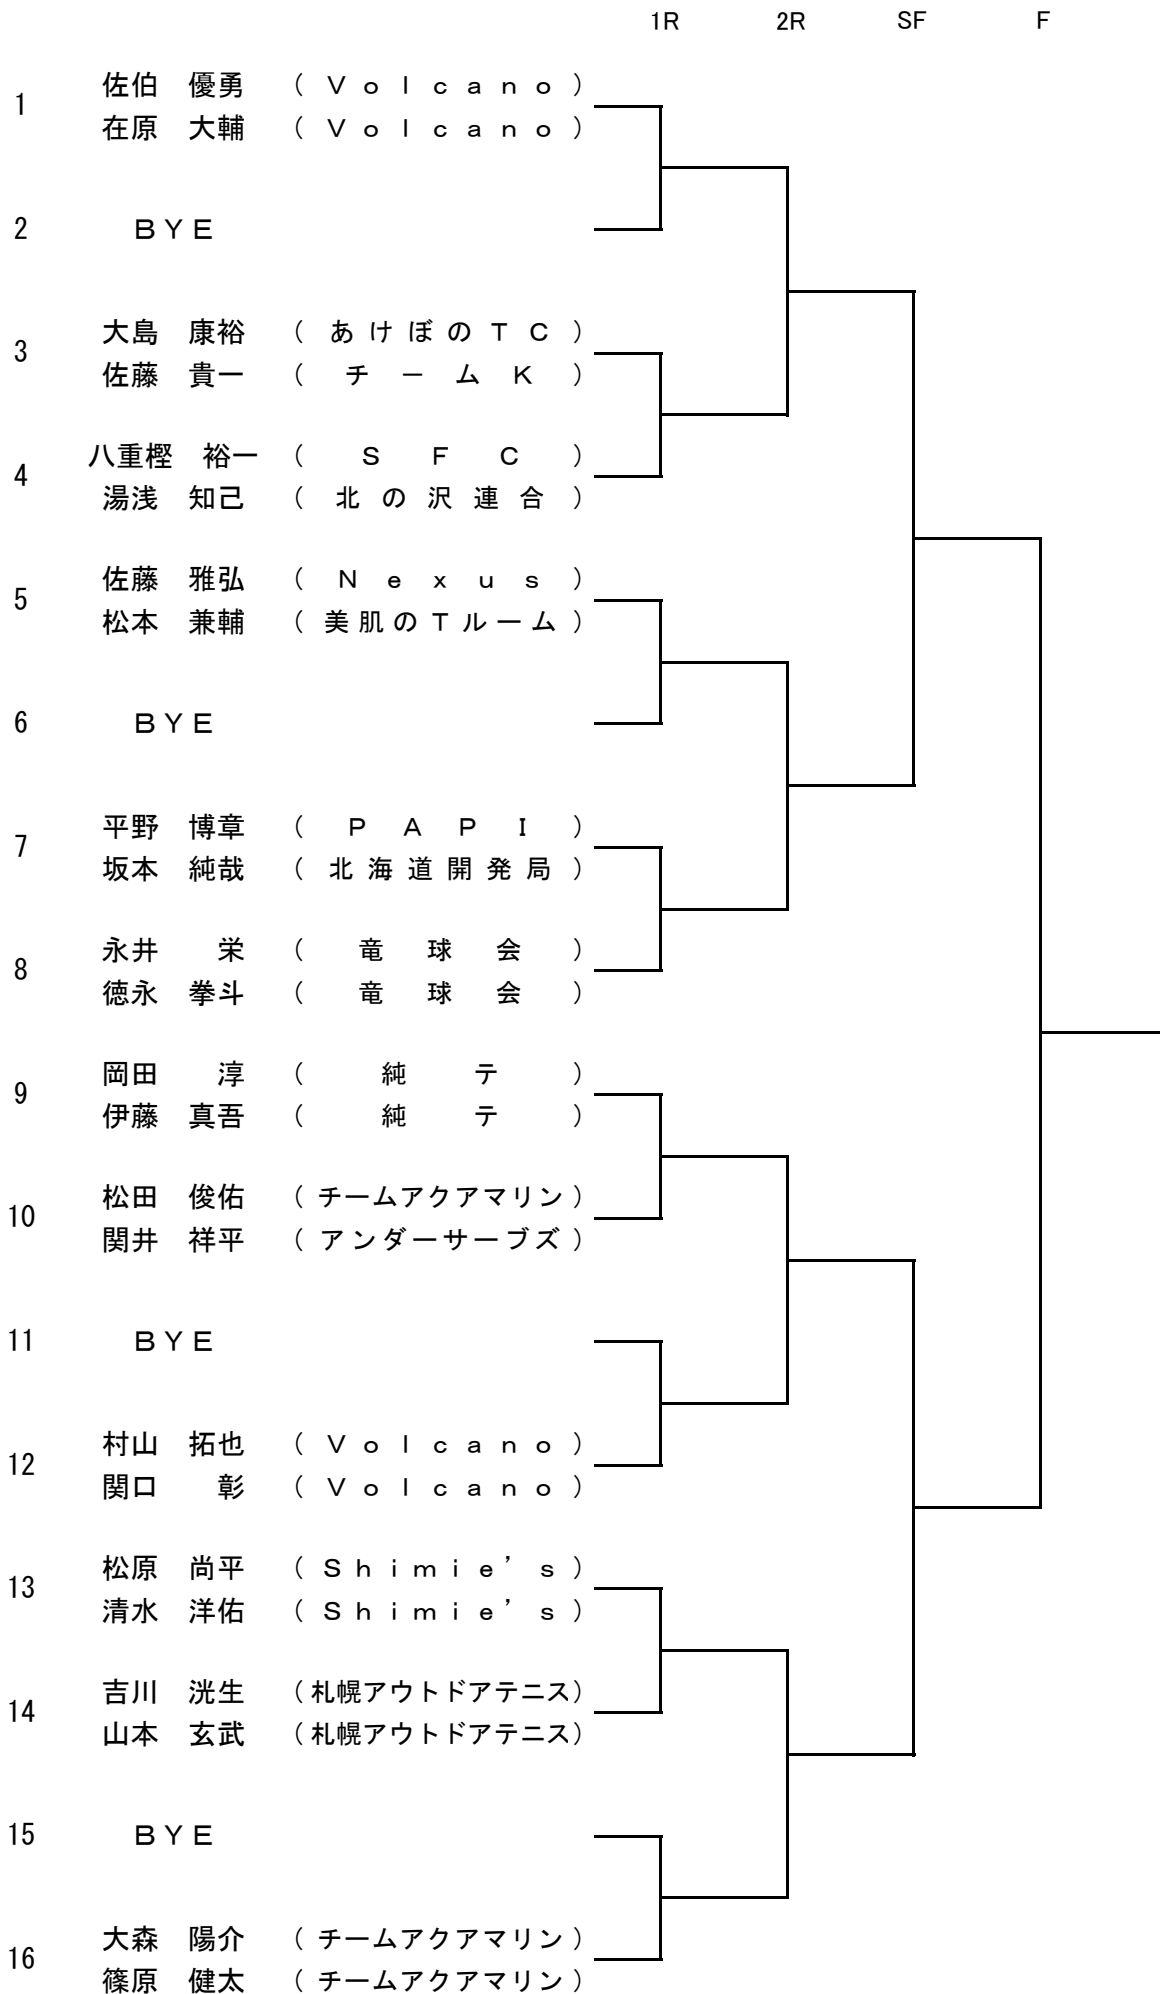 1R 2R SF F
佐伯 優勇 (Volcano)
1
在原 大輔 (Volcano)
2 BYE
大島 康裕 (あけぼのTC)
3
佐藤 貴一 (チームK)
八重樫 裕一 (SFC)
4
湯浅 知己 (北の沢連合)
佐藤 雅弘 (Nexus)
5
松本 兼輔 (美肌のTルーム)
6 BYE
平野 博章 (PAPI)
7
坂本 純哉 (北海道開発局)
永井 栄 (竜球会)
8
徳永 拳斗 (竜球会)
岡田 淳 (純テ)
9
伊藤 真吾 (純テ)
松田 俊佑 (チームアクアマリン)
10
関井 祥平 (アンダーサーブズ)
11 BYE
村山 拓也 (Volcano)
12
関口 彰 (Volcano)
松原 尚平 (Shimie’s)
13
清水 洋佑 (Shimie’s)
吉川 洸生 (札幌アウトドアテニス)
14
山本 玄武 (札幌アウトドアテニス)
15 BYE
大森 陽介 (チームアクアマリン)
16
篠原 健太 (チームアクアマリン)